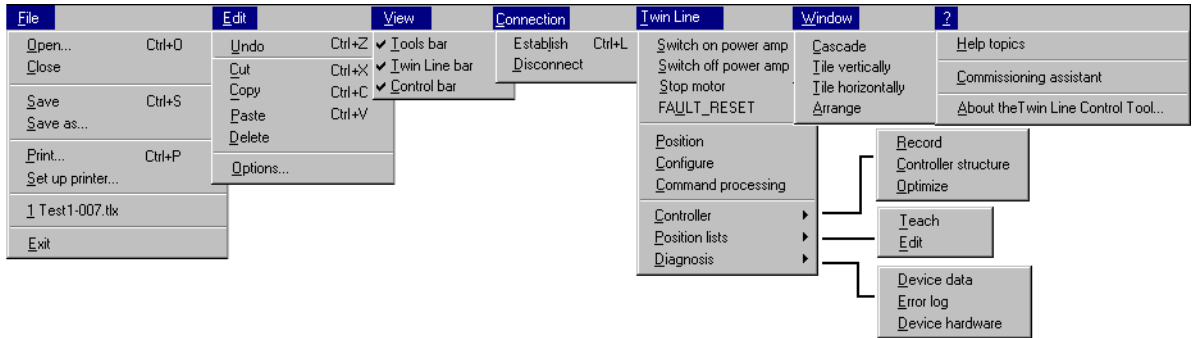 File
Open... Ctrl+O
Close
Save Ctrl+S
Save as...
Print... Ctrl+P
Set up printer...
1 Test1-007.tlx
Exit
Edit
Undo Ctrl+Z
Cut Ctrl+X
Copy Ctrl+C
Paste Ctrl+V
Delete
Options...
View
Tools bar
Twin Line bar
Control bar
Connection
Establish Ctrl+L
Disconnect
Twin Line
Switch on power amp
Switch off power amp
Stop motor
FAULT_RESET
Position
Configure
Command processing
Controller
Position lists
Diagnosis
Record
Controller structure
Optimize
Teach
Edit
Device data
Error log
Device hardware
Window
Cascade
Tile vertically
Tile horizontally
Arrange
?
Help topics
Commissioning assistant
About theTwin Line Control Tool...